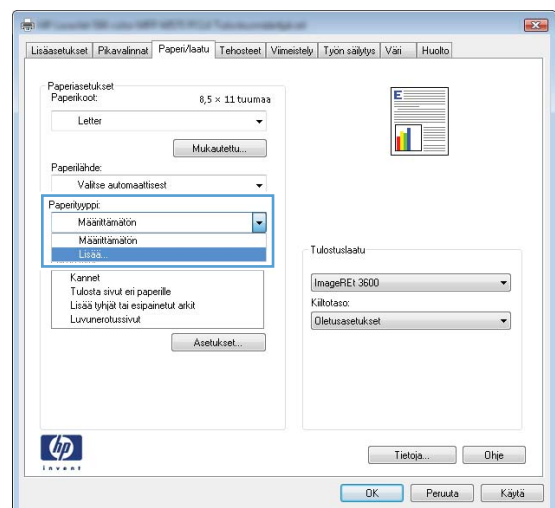 Lisäasetukset Pikavalinnat Paperi/laatu Tehosteet Viimeistely Työn säilytys Väri Huolto
Paperiasetukset
Paperikoot: 8,5 × 11 tuumaa
Letter
Mukautettu...
Paperilähde:
Valitse automaattisest
Paperityyppi:
Määrittämätön
Määrittämätön
Lisää...
Kannet
Tulosta sivut eri paperille
Lisää tyhjät tai esipainetut arkit
Luvunerotussivut
Asetukset...
E
Tulostuslaatu
ImageREt 3600
Kiiltotaso:
Oletusasetukset
hp
invent
Tietoja... Ohje
OK Peruuta Käytä